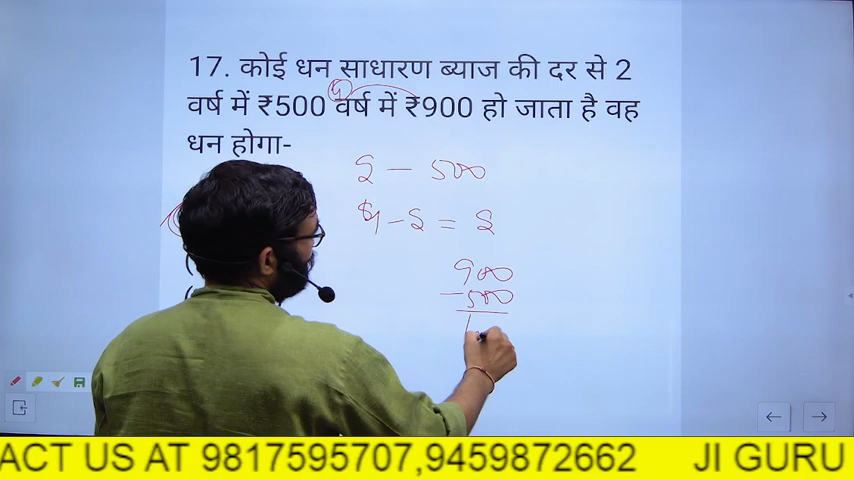 17. कोई धन साधारण ब्याज की दर से 2
वर्ष में ₹500 वर्ष में ₹900 हो जाता है वह
धन होगा-
2 — 500
- 2 = 2
900
-500
ACT US AT 9817595707,9459872662 JI GURU